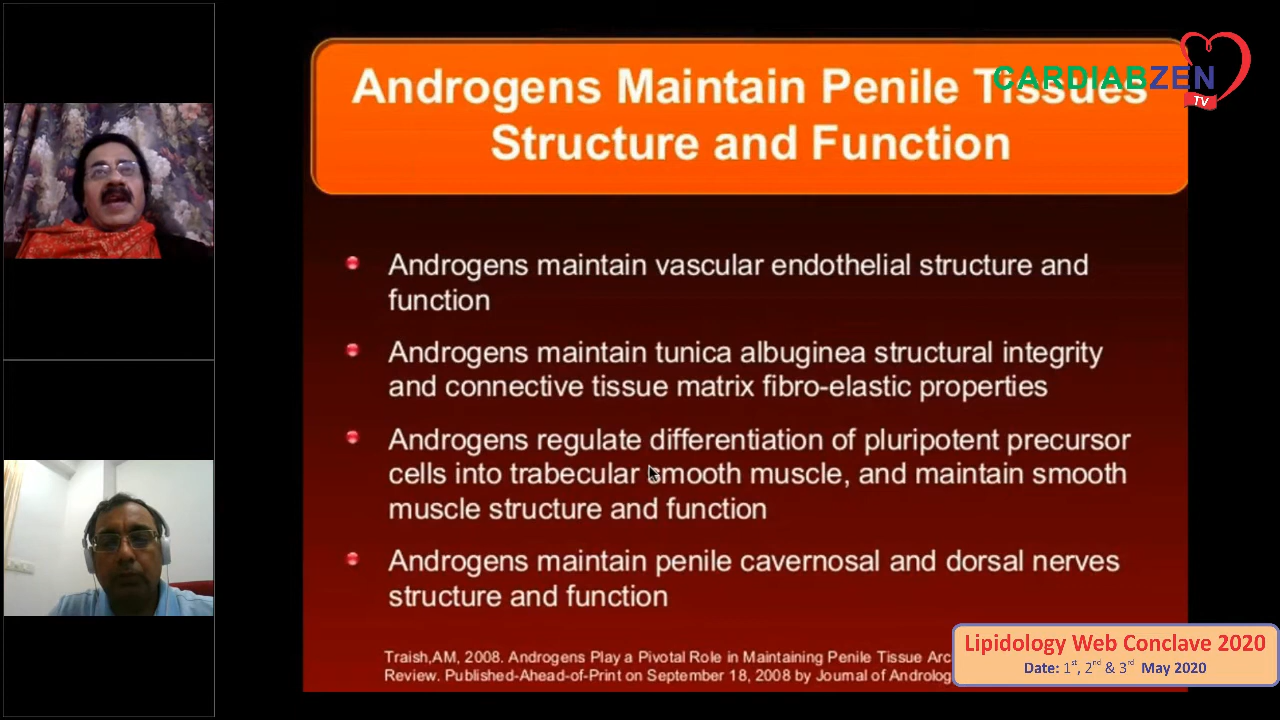 Androgens Maintain Penile Tissues
Structure and Function
CARDIABZEN
TV
Androgens maintain vascular endothelial structure and
function
Androgens maintain tunica albuginea structural integrity
and connective tissue matrix fibro-elastic properties
Androgens regulate differentiation of pluripotent precursor
cells into trabecular smooth muscle, and maintain smooth
muscle structure and function
Androgens maintain penile cavernosal and dorsal nerves
structure and function
Traish,AM, 2008. Androgens Play a Pivotal Role in Maintaining Penile Tissue
Review. Published-Ahead-of-Print on September 18, 2008 by Journal of
Lipidology Web Conclave 2020
Date: 1st, 2nd & 3rd May 2020